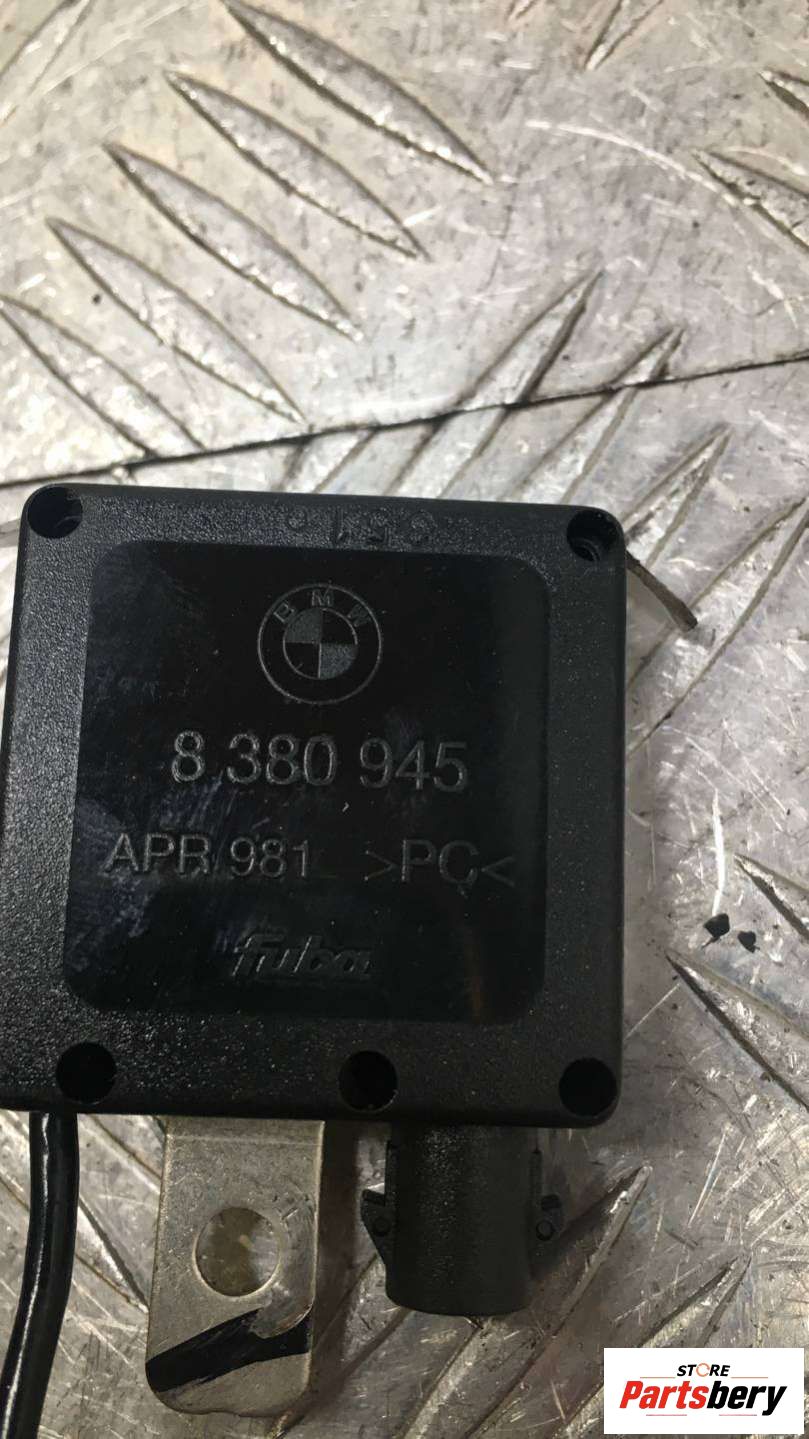 BMW
8 380 945
APR 981 >PC<
fuba
STORE
Partsbery